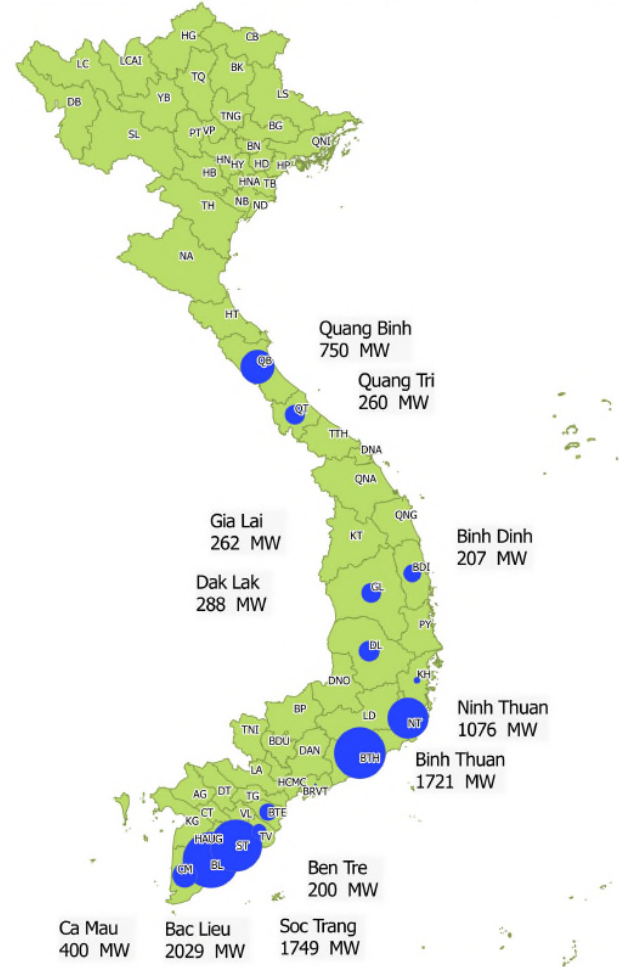 HG
CB
LC
LCAI
BK
TQ
LS
YB
DB
TNG
BG
PT
VP
SL
QNI
BN
HN
HY
HD
HP
HB
HNA
TB
TH
NB
ND
NA
HT
Quang Binh
750 MW
QB
Quang Tri
260 MW
QT
TTH
DNA
QNA
Gia Lai
262 MW
QNG
KT
Binh Dinh
207 MW
BDI
Dak Lak
288 MW
GL
PY
DL
KH
DNO
BP
LD
NT
Ninh Thuan
1076 MW
TNI
BDU
DAN
BTH
Binh Thuan
1721 MW
LA
HCMC
BRVT
AG
DT
TG
KG
CT
VL
BTE
HAUG
TV
ST
CM
BL
Ben Tre
200 MW
Ca Mau
400 MW
Bac Lieu
2029 MW
Soc Trang
1749 MW